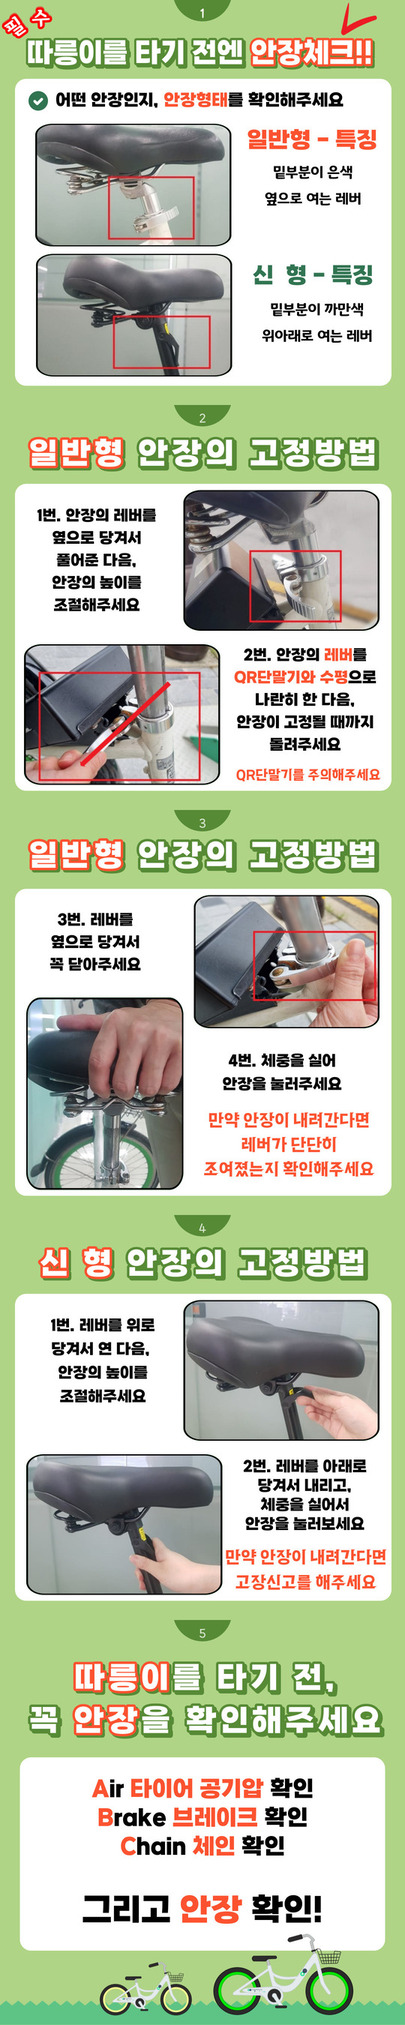 필수
1
따릉이를 타기 전엔 안장체크!!
어떤 안장인지, 안장형태를 확인해주세요
일반형 - 특징
밑부분이 은색
옆으로 여는 레버
신 형 - 특징
밑부분이 까만색
위아래로 여는 레버
2
일반형 안장의 고정방법
1번. 안장의 레버를
옆으로 당겨서
풀어준 다음,
안장의 높이를
조절해주세요
2번. 안장의 레버를
QR단말기와 수평으로
나란히 한 다음,
안장이 고정될 때까지
돌려주세요
QR단말기를 주의해주세요
3
일반형 안장의 고정방법
3번. 레버를
옆으로 당겨서
꼭 닫아주세요
4번. 체중을 실어
안장을 눌러주세요
만약 안장이 내려간다면
레버가 단단히
조여졌는지 확인해주세요
4
신 형 안장의 고정방법
1번. 레버를 위로
당겨서 연 다음,
안장의 높이를
조절해주세요
2번. 레버를 아래로
당겨서 내리고,
체중을 실어서
안장을 눌러보세요
만약 안장이 내려간다면
고장신고를 해주세요
5
따릉이를 타기 전,
꼭 안장을 확인해주세요
Air 타이어 공기압 확인
Brake 브레이크 확인
Chain 체인 확인
그리고 안장 확인!